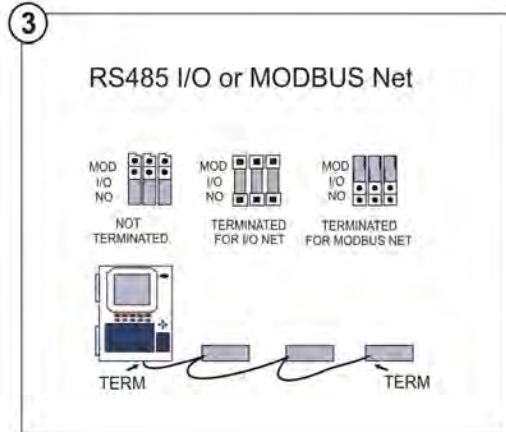 3
RS485 I/O or MODBUS Net
MOD
I/O
NO
NOT
TERMINATED
MOD
I/O
NO
TERMINATED
FOR I/O NET
MOD
I/O
NO
TERMINATED
FOR MODBUS NET
TERM
TERM